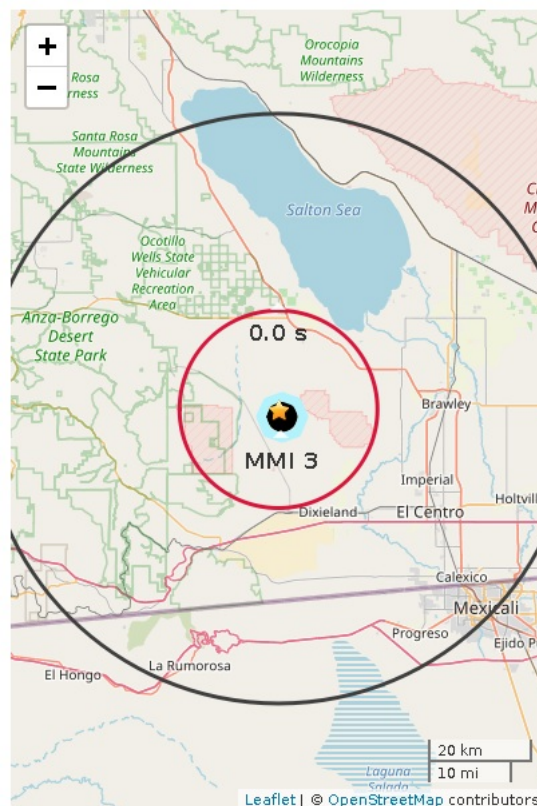 +
−
Orocopia
Mountains
Wilderness
Rosa
rness
Santa Rosa
Mountains
State Wilderness
Salton Sea
C
M
C
Ocotillo
Wells State
Vehicular
Recreation
Area
Anza-Borrego
Desert
State Park
0.0 s
Brawley
MMI 3
Imperial
Holtvill
Dixieland
El Centro
Calexico
Mexicali
Progreso
Ejido Pu
La Rumorosa
El Hongo
20 km
10 mi
Laguna
Salada
Leaflet | © OpenStreetMap contributors